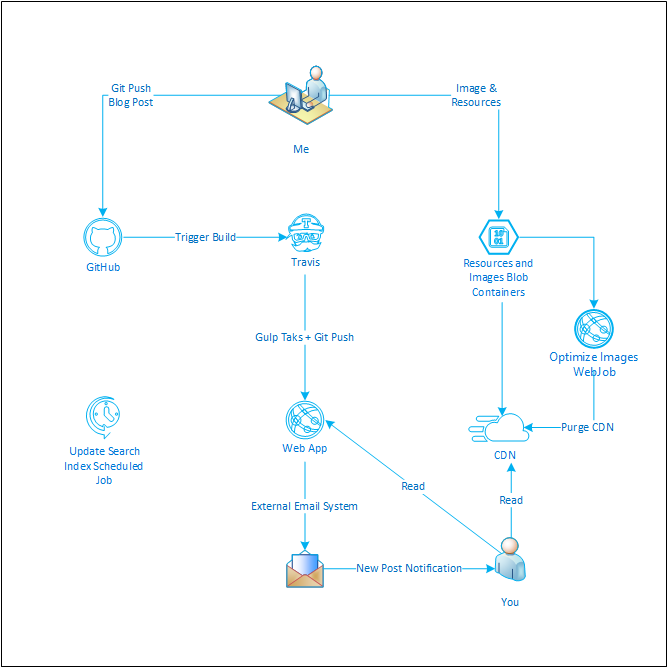 Git Push
Blog Post
Image &
Resources
Me
Trigger Build
GitHub
Travis
Resources and
Images Blob
Containers
10
01
Gulp Taks + Git Push
Optimize Images
WebJob
Update Search
Index Scheduled
Job
Web App
Purge CDN
CDN
Read
Read
External Email System
New Post Notification
You